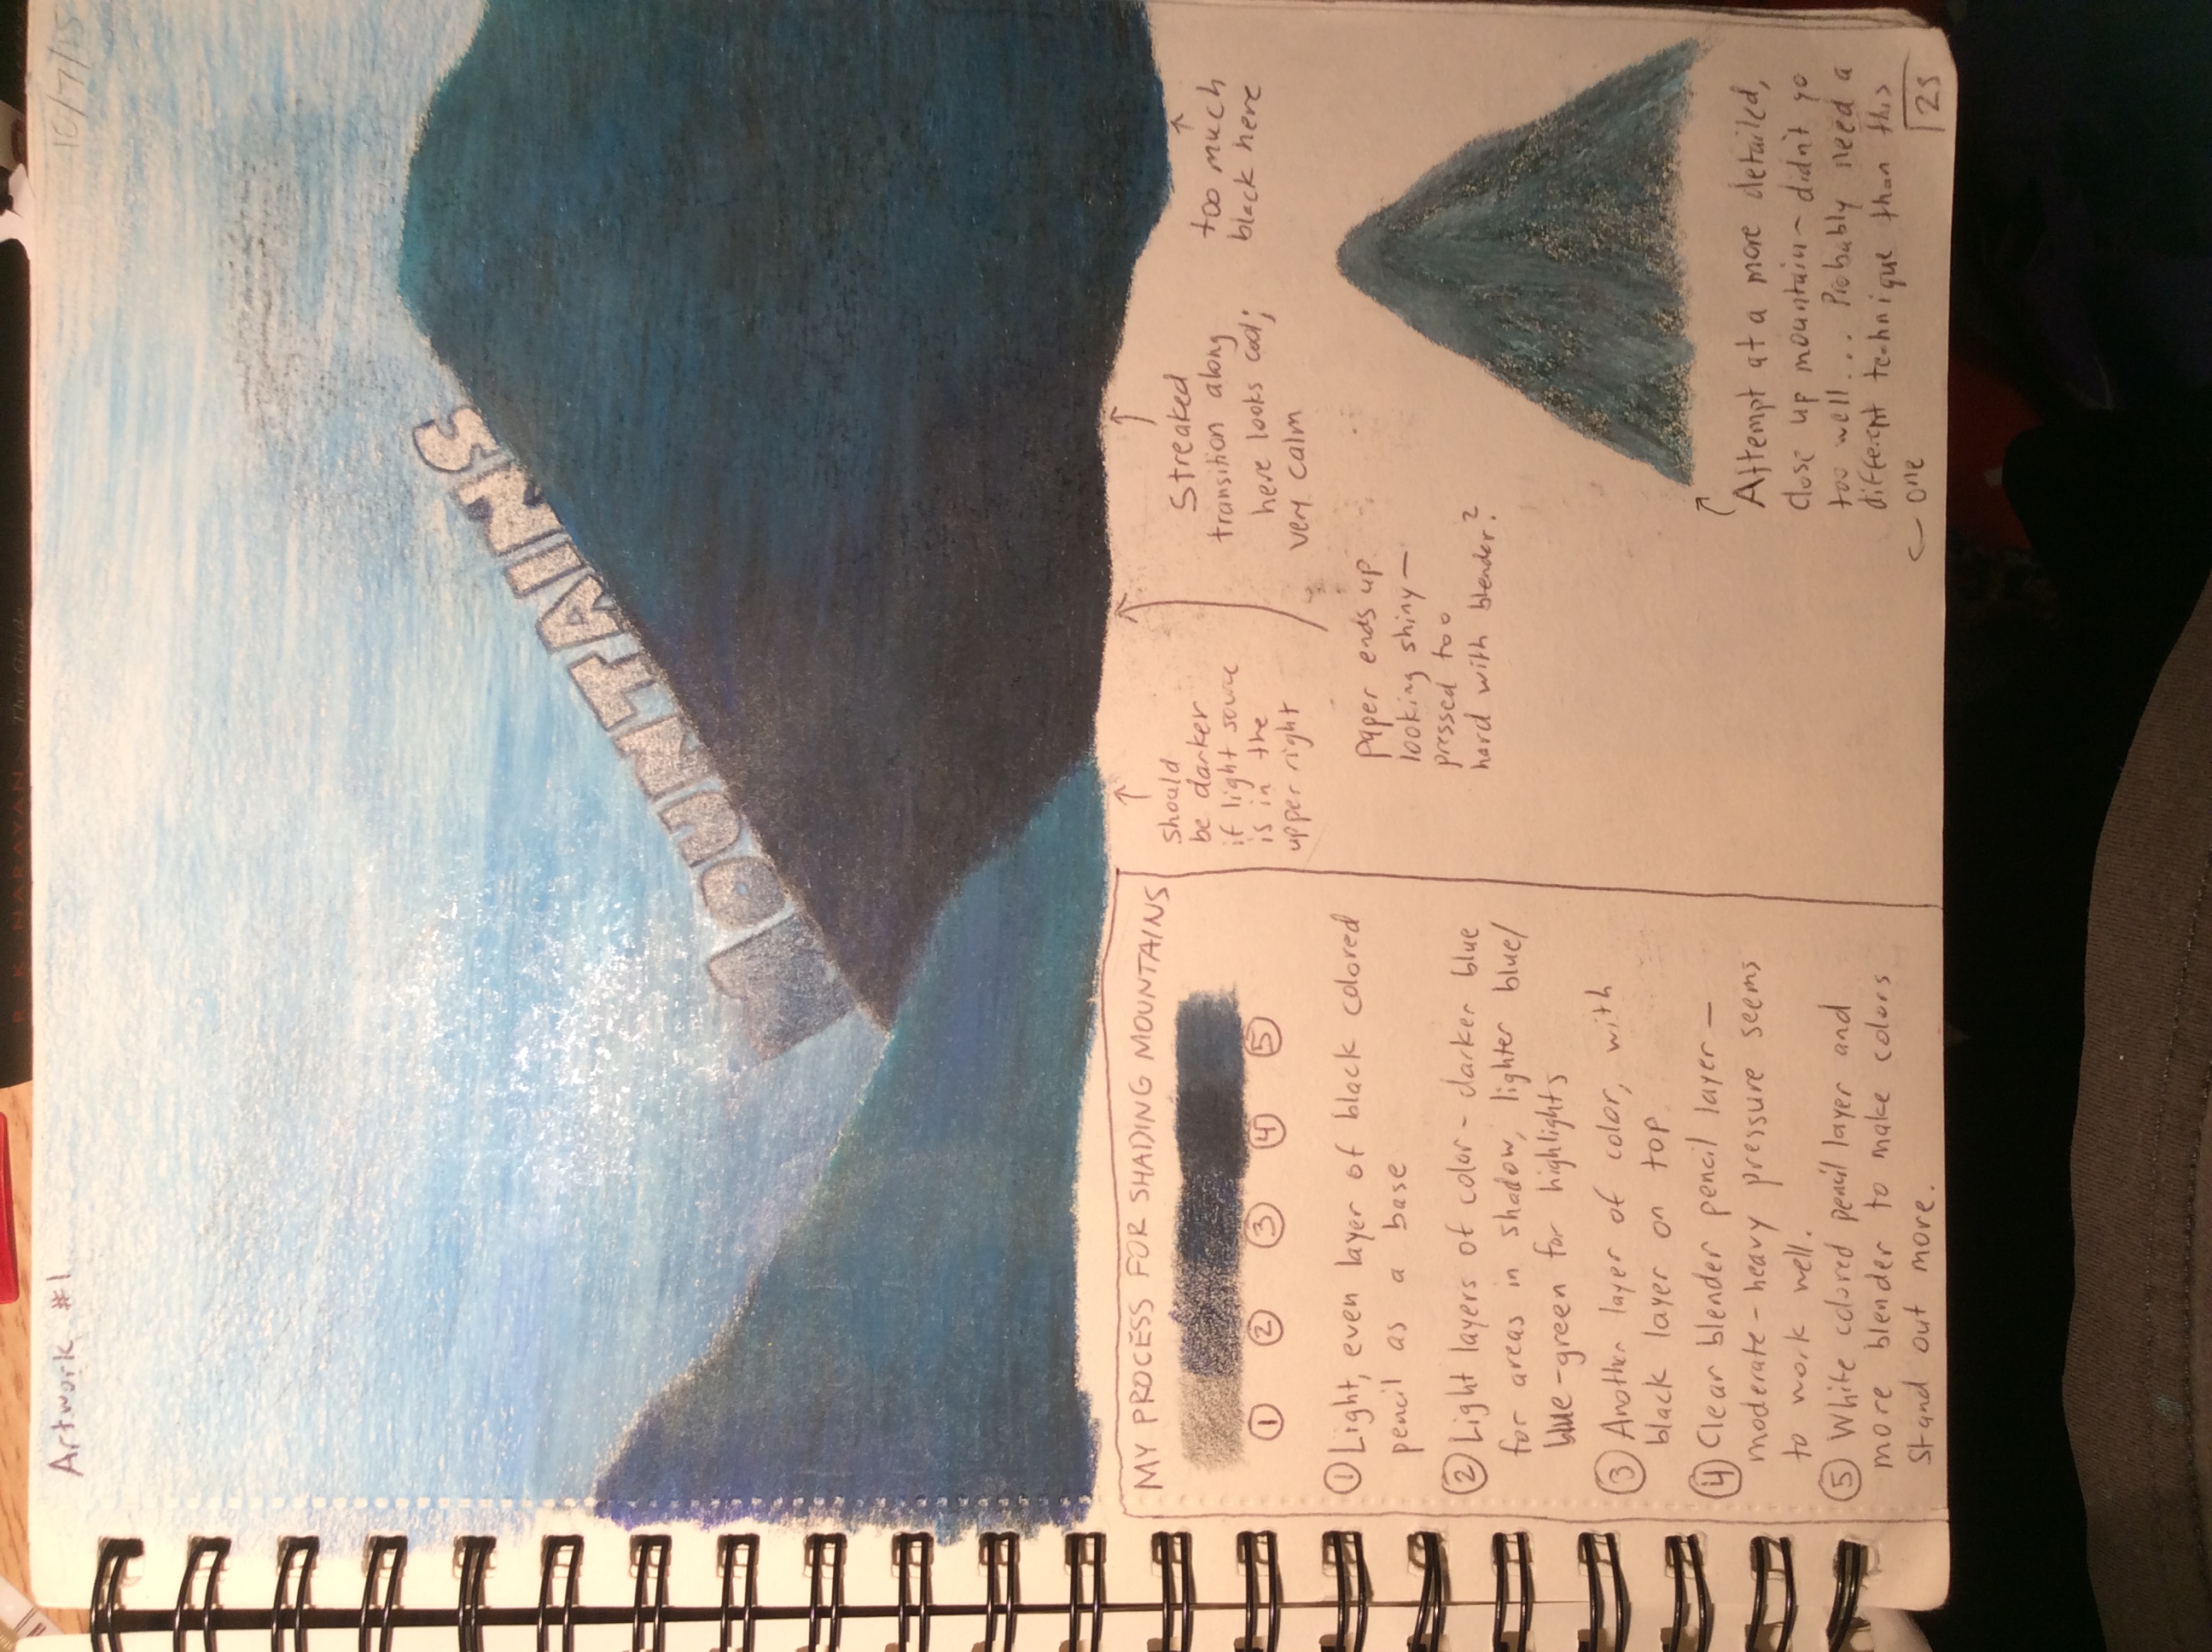 Artwork #1
10/7/15
MOUNTAINS
should
be darker
if light source
is in the
upper right
Streaked
transition along
here looks cool;
very calm
too much
black here
paper ends up
looking shiny —
pressed too
hard with blender?
Attempt at a more detailed,
close up mountain - didn't go
too well... Probably need a
different technique than this
one
25
MY PROCESS FOR SHADING MOUNTAINS
1 2 3 4 5
① Light, even layer of black colored
pencil as a base
② Light layers of color - darker blue
for areas in shadow, lighter blue/
blue-green for highlights
③ Another layer of color, with
black layer on top
④ Clear blender pencil layer —
moderate-heavy pressure seems
to work well.
⑤ White colored pencil layer and
more blender to make colors
stand out more.
R. K. NARAYAN The Guide